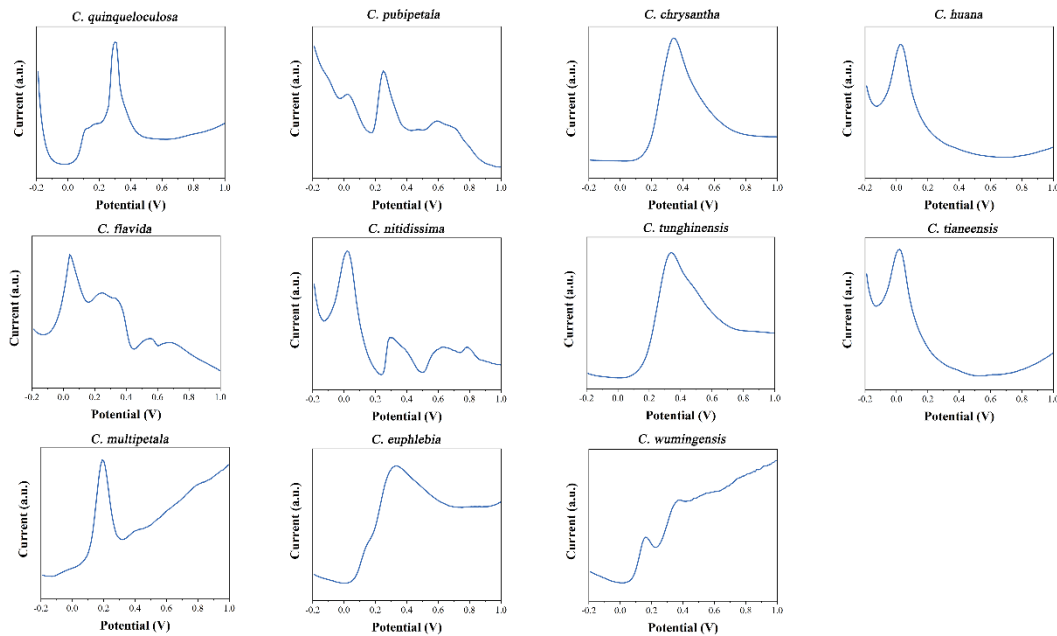 C. quinqueloculosa
Current (a.u.)
-0.2 0.0 0.2 0.4 0.6 0.8 1.0
Potential (V)
C. pubipetala
Current (a.u.)
-0.2 0.0 0.2 0.4 0.6 0.8 1.0
Potential (V)
C. chrysantha
Current (a.u.)
-0.2 0.0 0.2 0.4 0.6 0.8 1.0
Potential (V)
C. huana
Current (a.u.)
-0.2 0.0 0.2 0.4 0.6 0.8 1.0
Potential (V)
C. flavida
Current (a.u.)
-0.2 0.0 0.2 0.4 0.6 0.8 1.0
Potential (V)
C. nitidissima
Current (a.u.)
-0.2 0.0 0.2 0.4 0.6 0.8 1.0
Potential (V)
C. tunghinensis
Current (a.u.)
-0.2 0.0 0.2 0.4 0.6 0.8 1.0
Potential (V)
C. tianeensis
Current (a.u.)
-0.2 0.0 0.2 0.4 0.6 0.8 1.0
Potential (V)
C. multipetala
Current (a.u.)
-0.2 0.0 0.2 0.4 0.6 0.8 1.0
Potential (V)
C. euphlebia
Current (a.u.)
-0.2 0.0 0.2 0.4 0.6 0.8 1.0
Potential (V)
C. wumingensis
Current (a.u.)
-0.2 0.0 0.2 0.4 0.6 0.8 1.0
Potential (V)